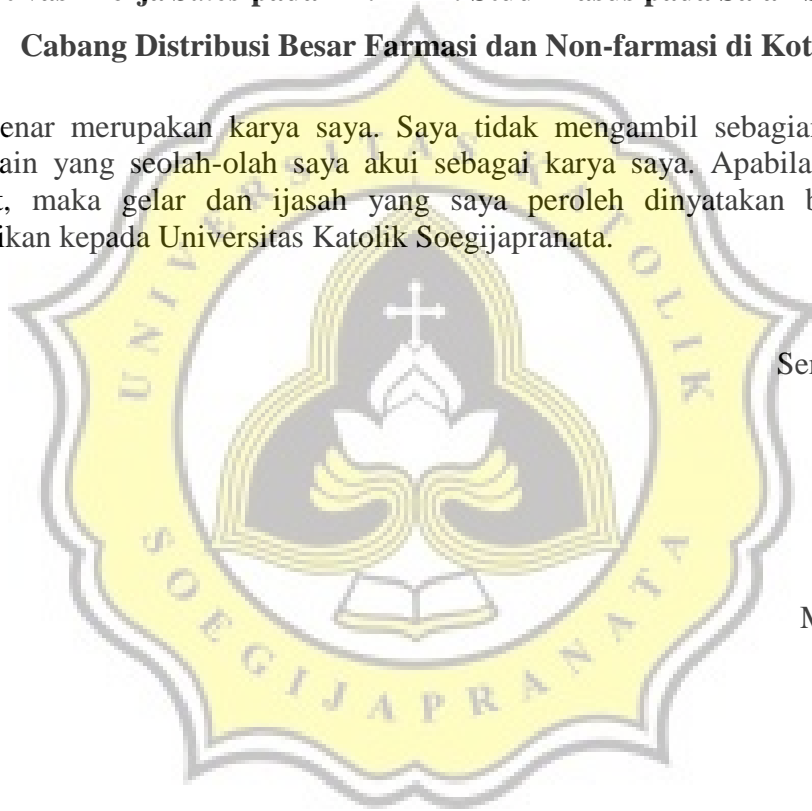 Cabang Distribusi Besar Farmasi dan Non-farmasi di Kot
enar merupakan karya saya. Saya tidak mengambil sebagian
ain yang seolah-olah saya akui sebagai karya saya. Apabila
t, maka gelar dan ijasah yang saya peroleh dinyatakan b
ikan kepada Universitas Katolik Soegijapranata.
UNIVERSITAS KATOLIK
Se
SOEGIJAPRANATA
M